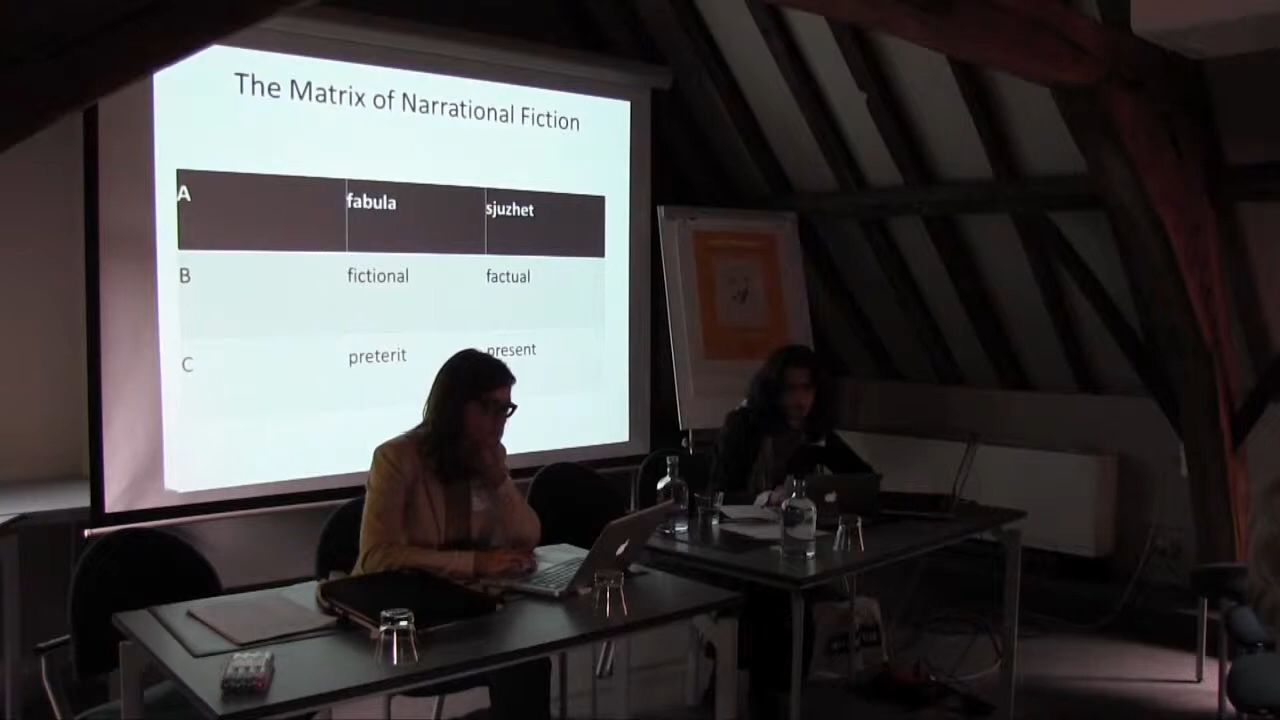 The Matrix of Narrational Fiction
A fabula sjuzhet
B fictional factual
C preterit present